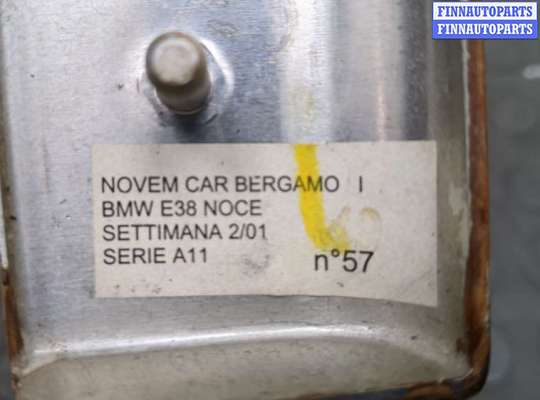 FINNAUTOPARTS
FINNAUTOPARTS
NOVEM CAR BERGAMO I
BMW E38 NOCE
SETTIMANA 2/01
SERIE A11
n°57